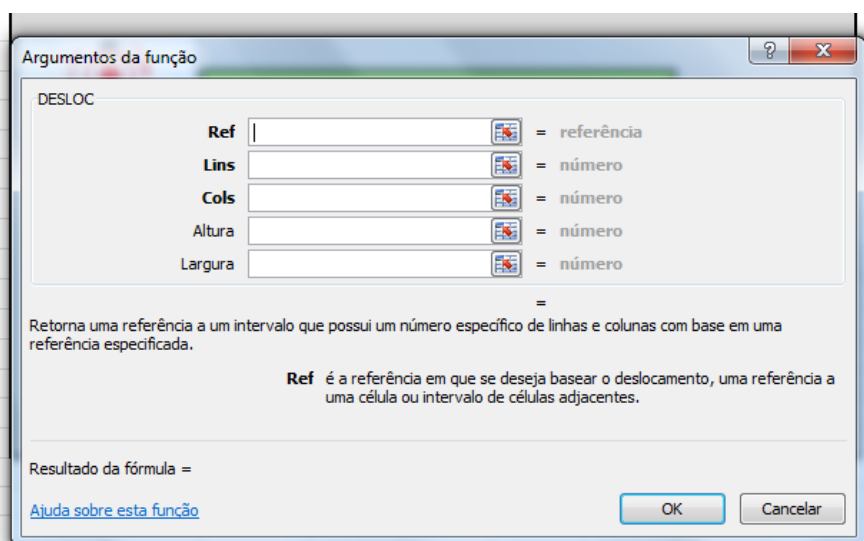 Argumentos da função
DESLOC
Ref = referência
Lins = número
Cols = número
Altura = número
Largura = número
=
Retorna uma referência a um intervalo que possui um número específico de linhas e colunas com base em uma
referência especificada.
Ref é a referência em que se deseja basear o deslocamento, uma referência a
uma célula ou intervalo de células adjacentes.
Resultado da fórmula =
Ajuda sobre esta função
OK
Cancelar